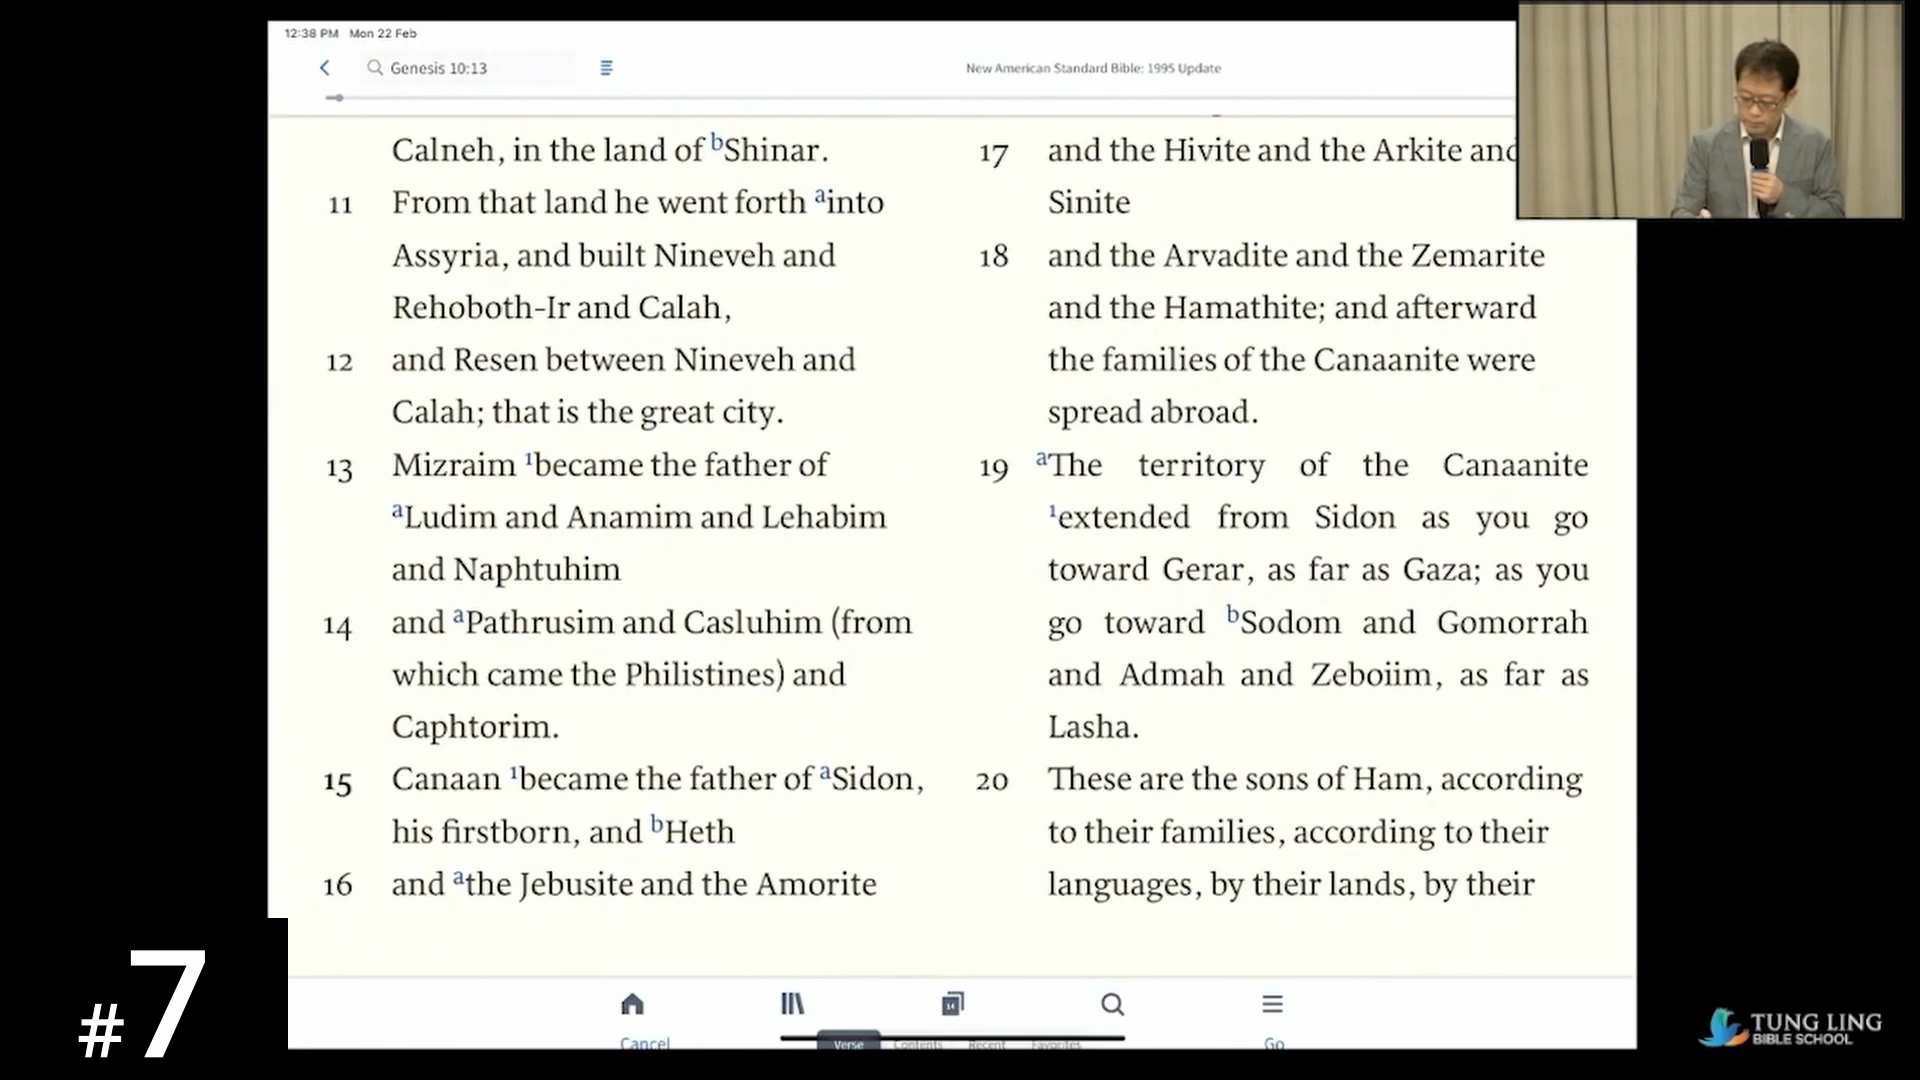 12:38 PM Mon 22 Feb
Genesis 10:13
New American Standard Bible: 1995 Update
Calneh, in the land of bShinar.
11 From that land he went forth ainto
Assyria, and built Nineveh and
Rehoboth-Ir and Calah,
12 and Resen between Nineveh and
Calah; that is the great city.
13 Mizraim 1became the father of
aLudim and Anamim and Lehabim
and Naphtuhim
14 and aPathrusim and Casluhim (from
which came the Philistines) and
Caphtorim.
15 Canaan 1became the father of aSidon,
his firstborn, and bHeth
16 and athe Jebusite and the Amorite
17 and the Hivite and the Arkite and
Sinite
18 and the Arvadite and the Zemarite
and the Hamathite; and afterward
the families of the Canaanite were
spread abroad.
19 aThe territory of the Canaanite
1extended from Sidon as you go
toward Gerar, as far as Gaza; as you
go toward bSodom and Gomorrah
and Admah and Zeboiim, as far as
Lasha.
20 These are the sons of Ham, according
to their families, according to their
languages, by their lands, by their
14
Cancel Verse Contents Recent Favorites Go
#7
TUNG LING
BIBLE SCHOOL